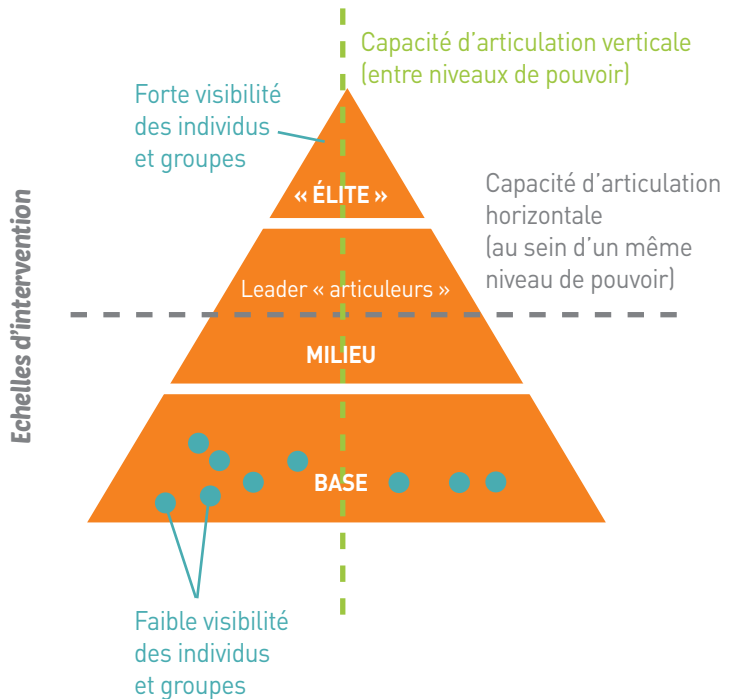 Capacité d’articulation verticale
(entre niveaux de pouvoir)
Forte visibilité
des individus
et groupes
« ÉLITE »
Capacité d’articulation
horizontale
(au sein d’un même
niveau de pouvoir)
Echelles d’intervention
Leader « articuleurs »
MILIEU
BASE
Faible visibilité
des individus
et groupes